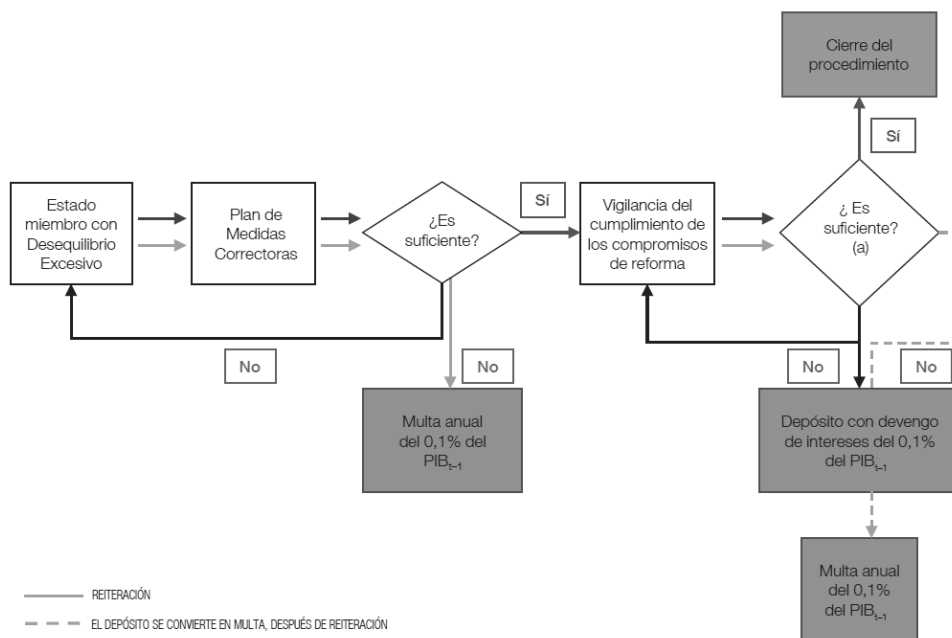 Cierre del
procedimiento
Sí
Estado
miembro con
Desequilibrio
Excesivo
Plan de
Medidas
Correctoras
¿Es
suficiente?
Sí
Vigilancia del
cumplimiento de
los compromisos
de reforma
¿ Es
suficiente?
(a)
No
No
No
No
Multa anual
del 0,1% del
PIBt–1
Depósito con devengo
de intereses del 0,1%
del PIBt–1
Multa anual
del 0,1%
del PIBt–1
REITERACIÓN
EL DEPÓSITO SE CONVIERTE EN MULTA, DESPUÉS DE REITERACIÓN